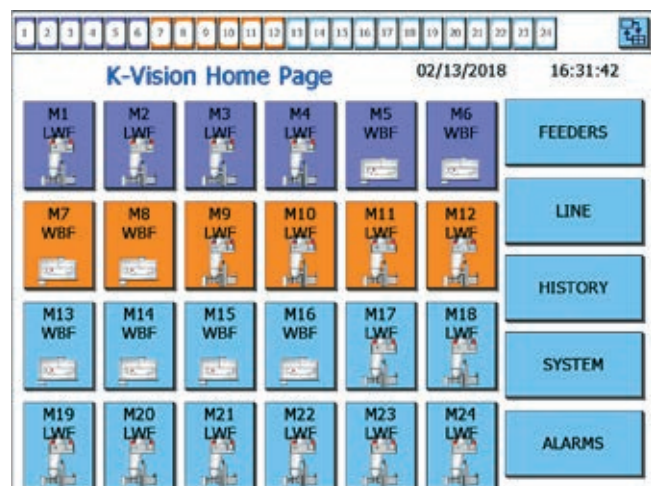 1 2 3 4 5 6 7 8 9 10 11 12 13 14 15 16 17 18 19 20 21 22 23 24
K-Vision Home Page 02/13/2018 16:31:42
M1 M2 M3 M4 M5 M6
LWF LWF LWF LWF WBF WBF
FEEDERS
M7 M8 M9 M10 M11 M12
WBF WBF LWF LWF LWF LWF
LINE
HISTORY
M13 M14 M15 M16 M17 M18
WBF WBF WBF WBF LWF LWF
SYSTEM
M19 M20 M21 M22 M23 M24
LWF LWF LWF LWF LWF LWF
ALARMS